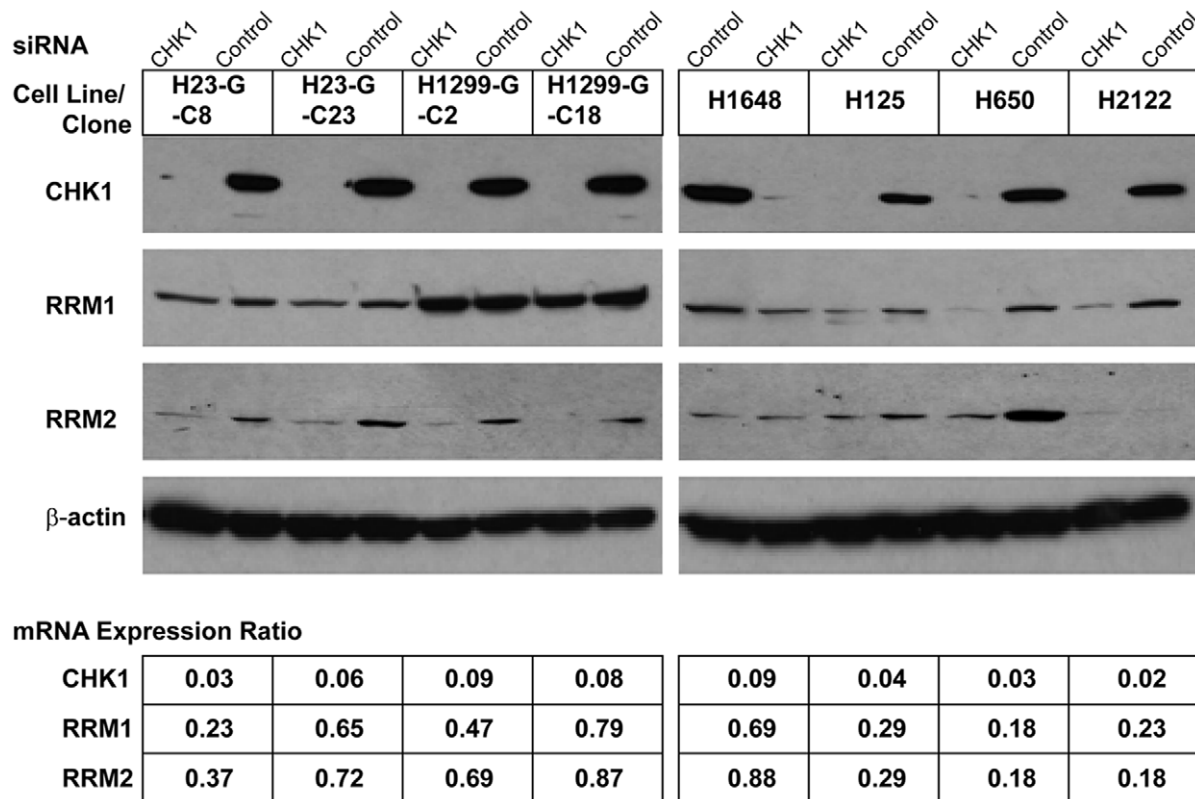 siRNA CHK1 Control CHK1 Control CHK1 Control CHK1 Control Control CHK1 CHK1 Control CHK1 Control CHK1 Control
Cell Line/ H23-G H23-G H1299-G H1299-G H1648 H125 H650 H2122
Clone -C8 -C23 -C2 -C18
CHK1
RRM1
RRM2
β-actin
mRNA Expression Ratio
CHK1 0.03 0.06 0.09 0.08 0.09 0.04 0.03 0.02
RRM1 0.23 0.65 0.47 0.79 0.69 0.29 0.18 0.23
RRM2 0.37 0.72 0.69 0.87 0.88 0.29 0.18 0.18